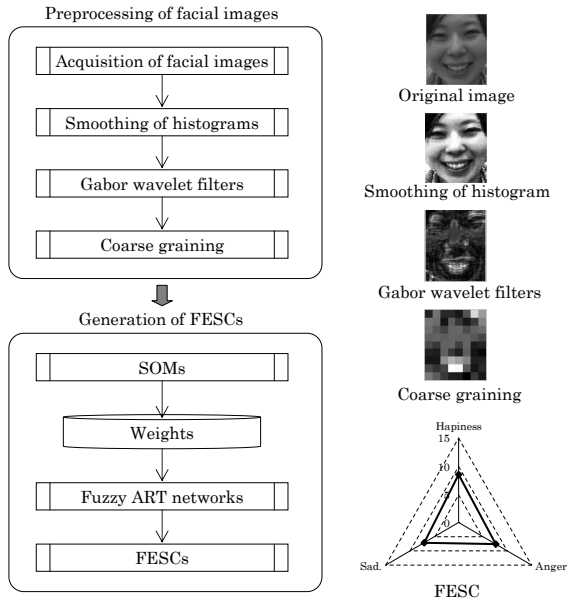 Preprocessing of facial images
Acquisition of facial images
Smoothing of histograms
Gabor wavelet filters
Coarse graining
Generation of FESCs
SOMs
Weights
Fuzzy ART networks
FESCs
Original image
Smoothing of histogram
Gabor wavelet filters
Coarse graining
Hapiness
15
10
5
0
Sad.
Anger
FESC